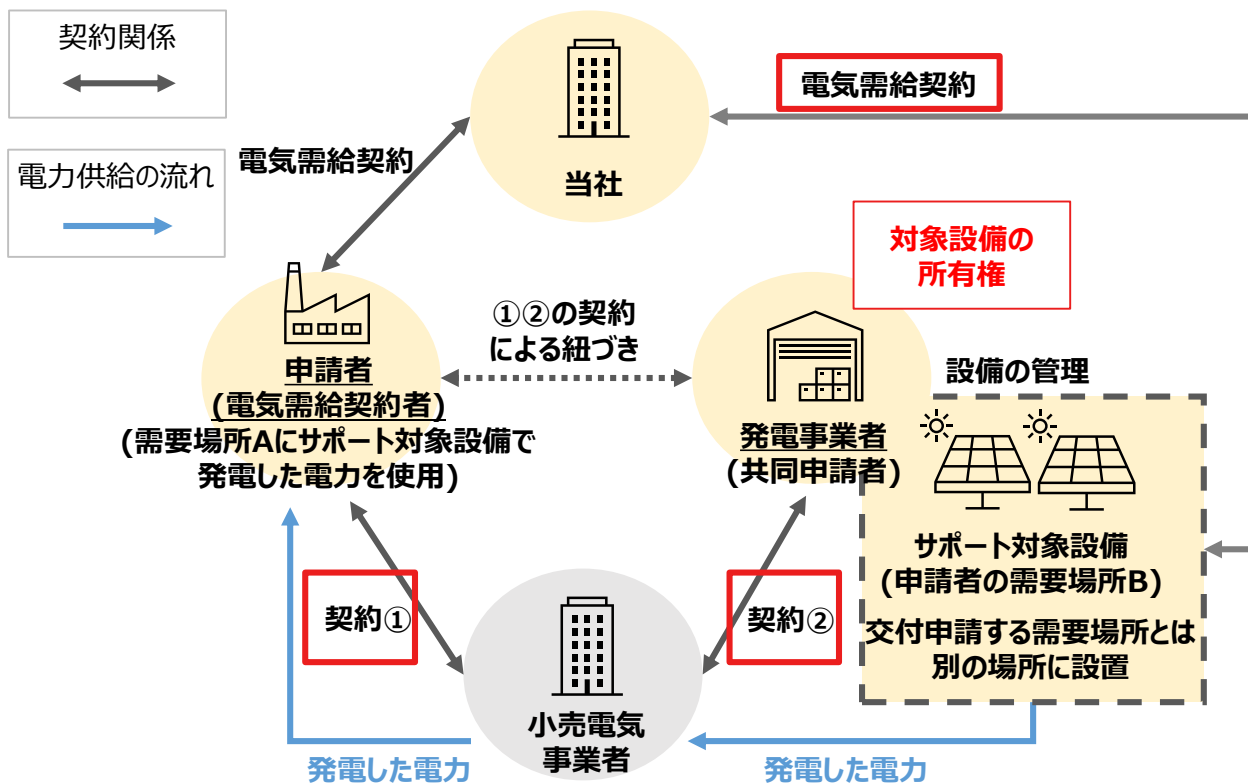 契約関係
電力供給の流れ
電気需給契約
電気需給契約
当社
対象設備の
所有権
①②の契約
による紐づき
申請者
(電気需給契約者)
(需要場所Aにサポート対象設備で
発電した電力を使用)
発電事業者
(共同申請者)
設備の管理
サポート対象設備
(申請者の需要場所B)
交付申請する需要場所とは
別の場所に設置
契約①
契約②
小売電気
事業者
発電した電力
発電した電力